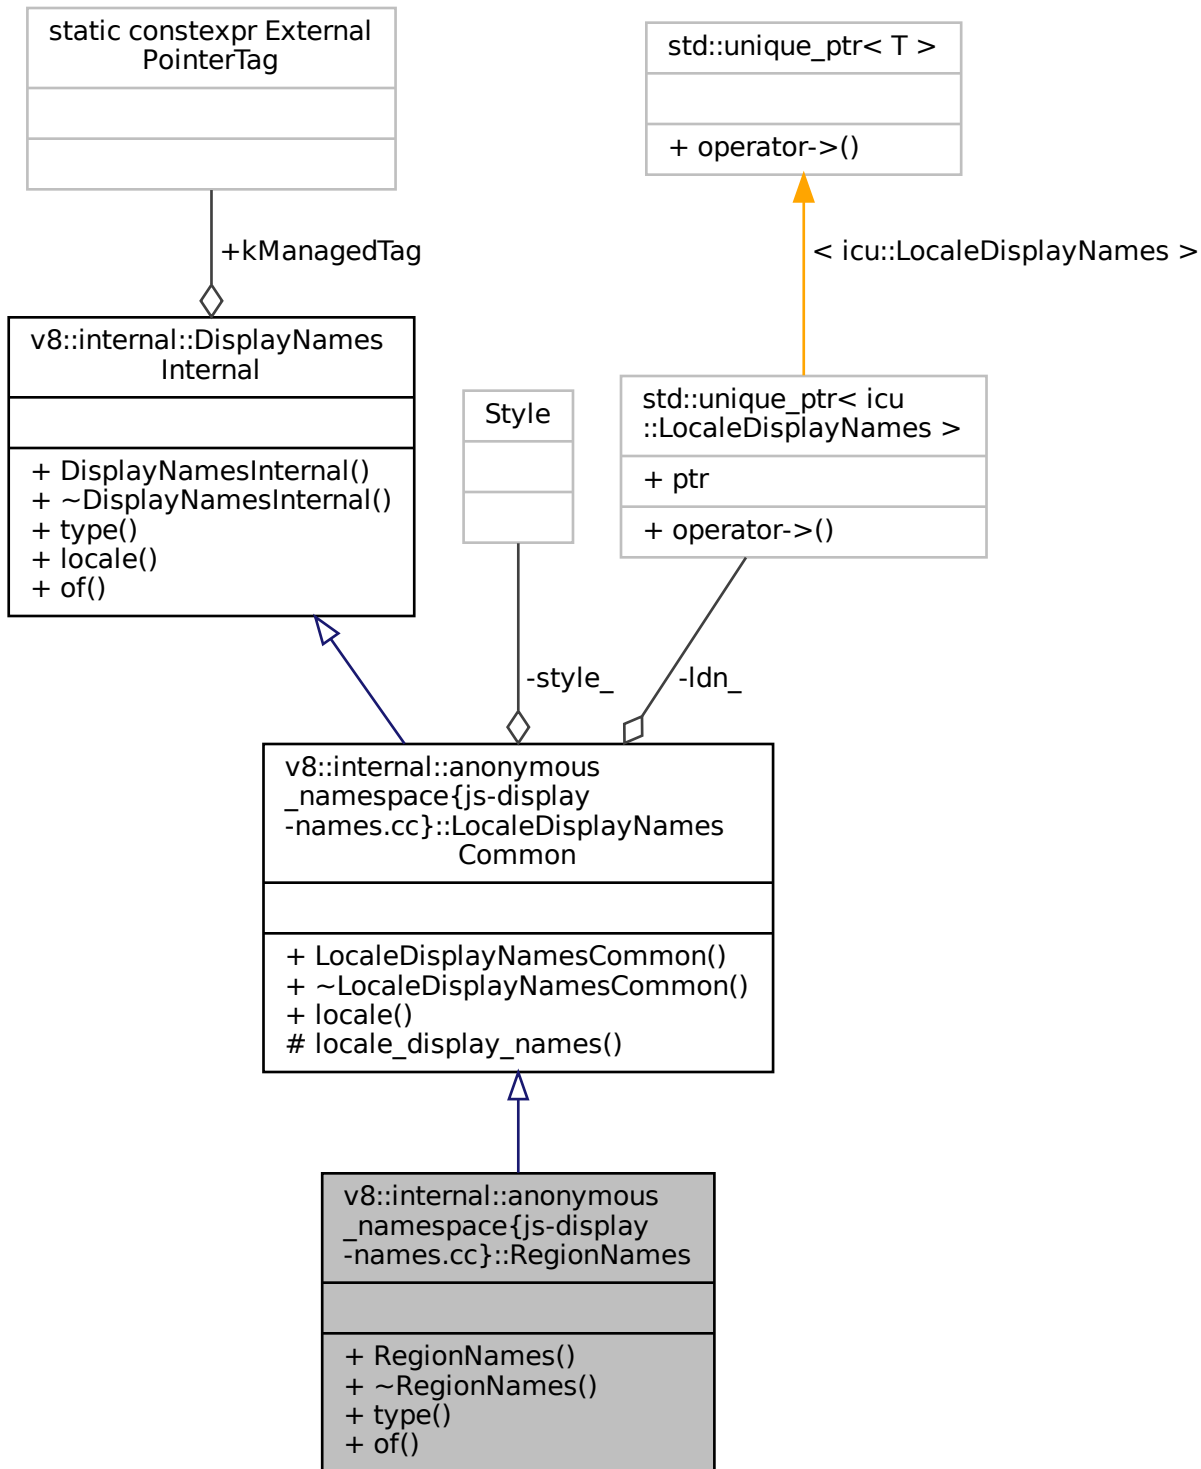 static constexpr External
PointerTag
std::unique_ptr< T >
+ operator->()
+kManagedTag
< icu::LocaleDisplayNames >
v8::internal::DisplayNames
Internal
+ DisplayNamesInternal()
+ ~DisplayNamesInternal()
+ type()
+ locale()
+ of()
Style
std::unique_ptr< icu
::LocaleDisplayNames >
+ ptr
+ operator->()
-style_
-ldn_
v8::internal::anonymous
_namespace{js-display
-names.cc}::LocaleDisplayNames
Common
+ LocaleDisplayNamesCommon()
+ ~LocaleDisplayNamesCommon()
+ locale()
# locale_display_names()
v8::internal::anonymous
_namespace{js-display
-names.cc}::RegionNames
+ RegionNames()
+ ~RegionNames()
+ type()
+ of()